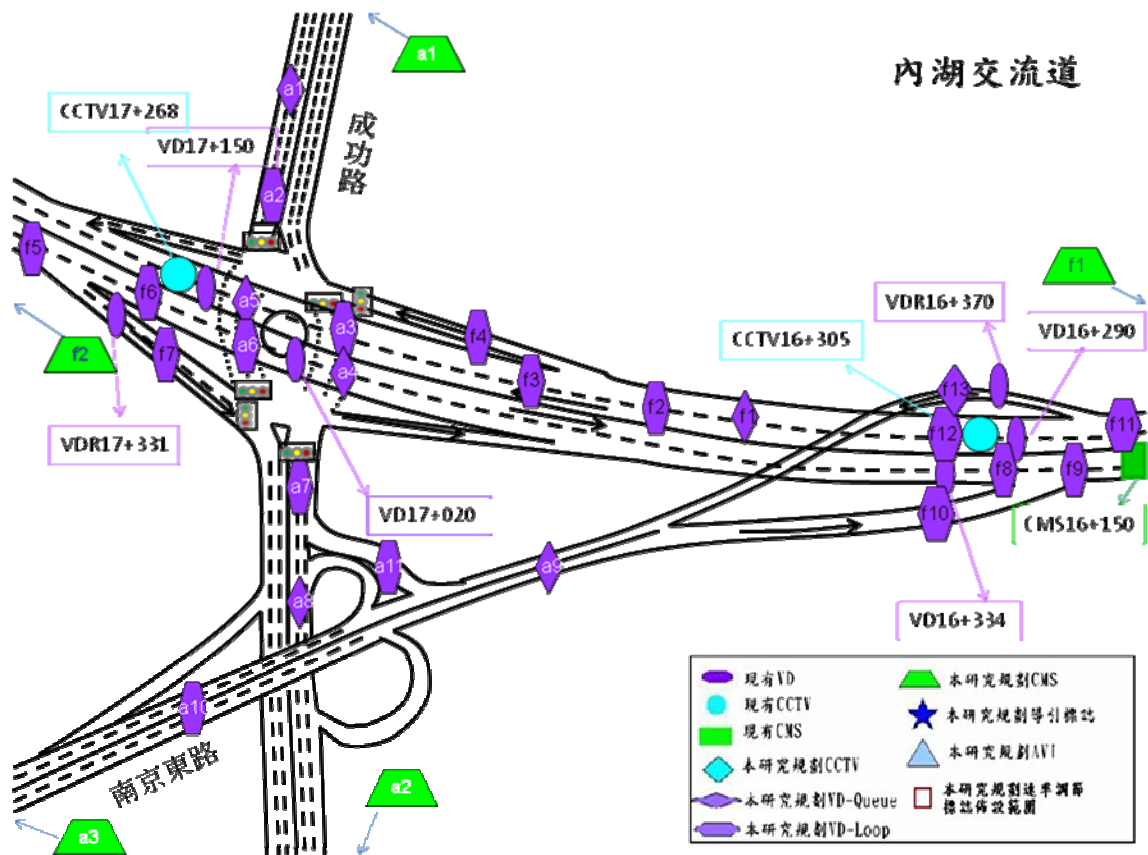 內湖交流道
a1
a1
CCTV17+268
VD17+150
成功路
a2
f5
f6
a5
a3
f4
f1
VDR16+370
VD16+290
CCTV16+305
f2
f7
a6
a4
f3
f2
f1
f13
f12
f11
f8
f9
VDR17+331
a7
VD17+020
f10
CMS16+150
a11
a9
a8
VD16+334
a10
南京東路
a2
a3
現有VD
現有CCTV
現有CMS
本研究規劃CCTV
本研究規劃VD-Queue
本研究規劃VD-Loop
本研究規劃CMS
本研究規劃導引標誌
本研究規劃AVI
本研究規劃速率調節
標誌佈設範圍